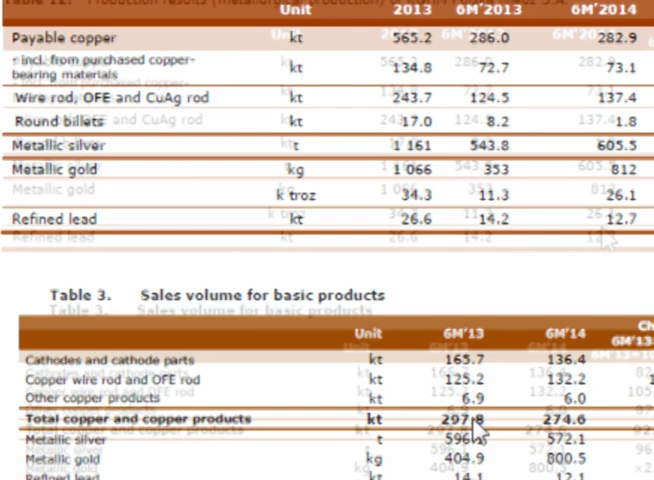 Unit 2013 6M'2013 6M'2014
Payable copper kt 565.2 286.0 282.9
- incl. from purchased copper-
bearing materials kt 134.8 72.7 73.1
Wire rod, OFE and CuAg rod kt 243.7 124.5 137.4
Round billets kt 17.0 8.2 1.8
Metallic silver t 1 161 543.8 605.5
Metallic gold kg 1 066 353 812
k troz 34.3 11.3 26.1
Refined lead kt 26.6 14.2 12.7
Table 3. Sales volume for basic products
Unit 6M'13 6M'14
Cathodes and cathode parts kt 165.7 136.4
Copper wire rod and OFE rod kt 125.2 132.2
Other copper products kt 6.9 6.0
Total copper and copper products kt 297.8 274.6
Metallic silver t 572.1
Metallic gold kg 404.9 800.5
Refined lead kt 14.1 12.1